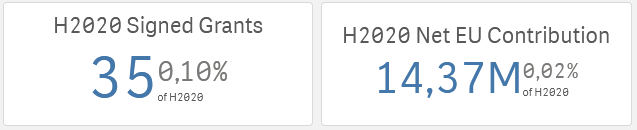 H2020 Signed Grants
35 0,10%
of H2020
H2020 Net EU Contribution
14,37M 0,02%
of H2020